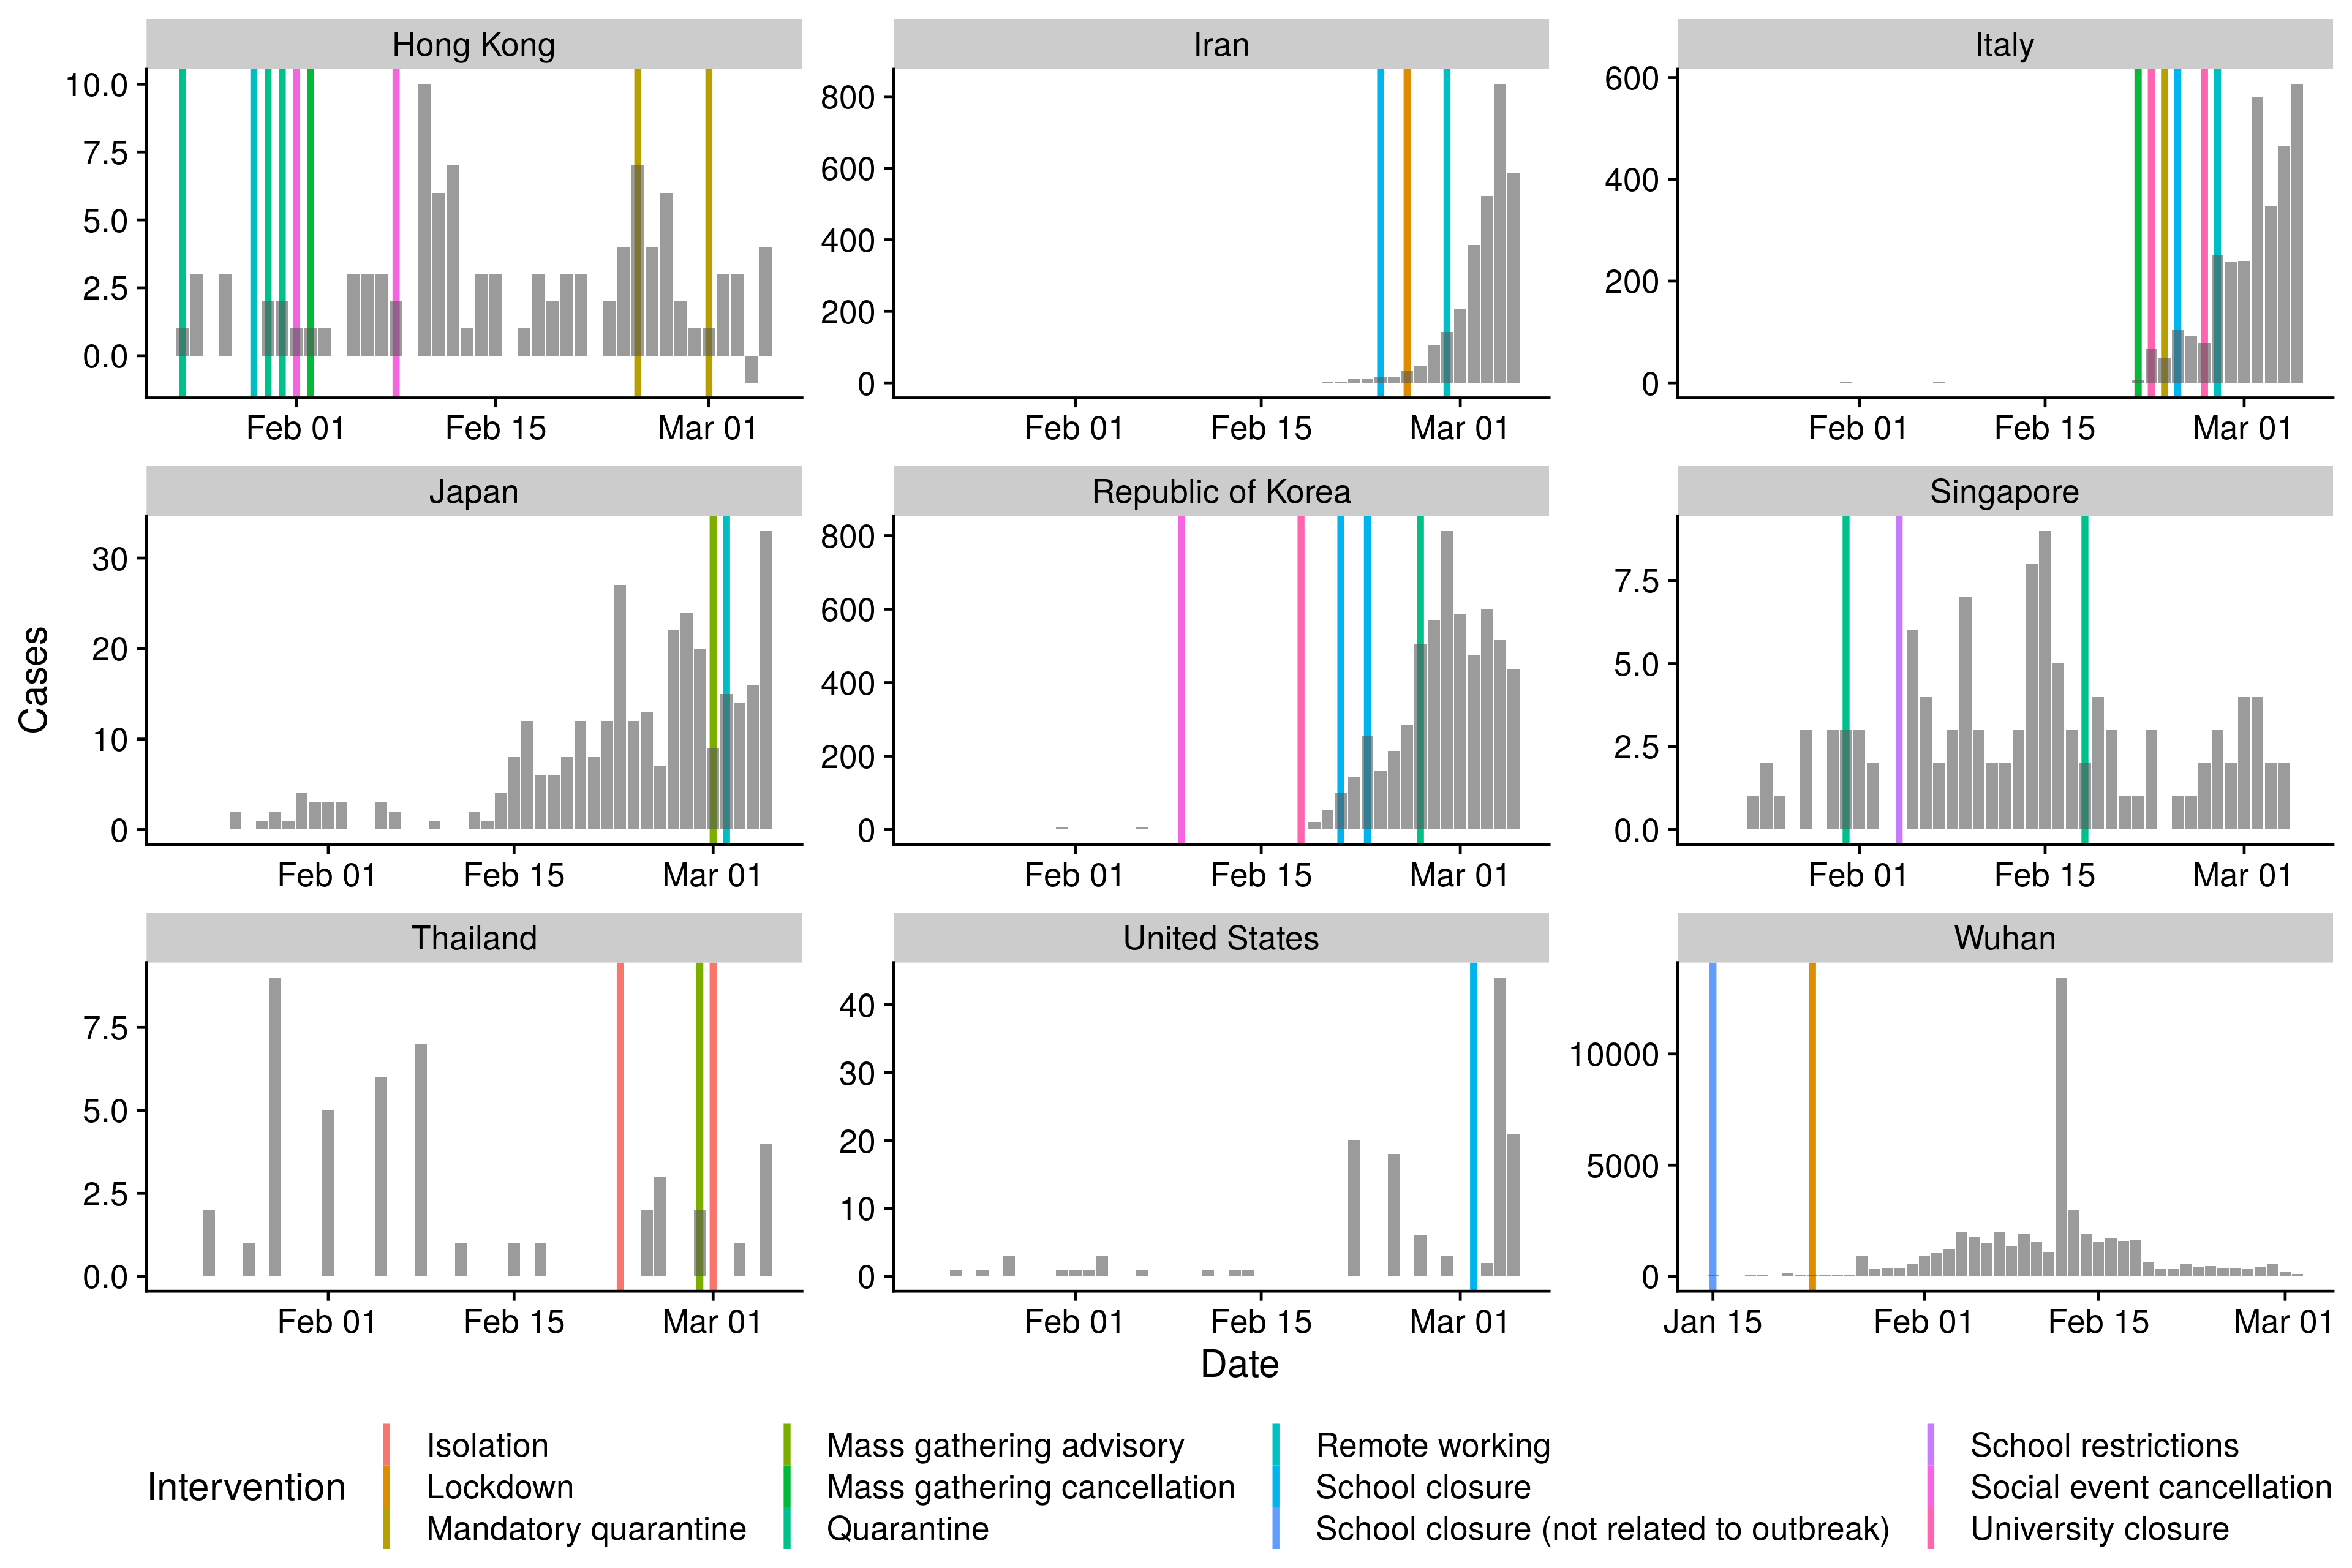 Hong Kong
Iran
Italy
10.0
7.5
5.0
2.5
0.0
800
600
400
200
0
600
400
200
0
Feb 01 Feb 15 Mar 01
Feb 01 Feb 15 Mar 01
Feb 01 Feb 15 Mar 01
Japan
Republic of Korea
Singapore
Cases
30
20
10
0
800
600
400
200
0
7.5
5.0
2.5
0.0
Feb 01 Feb 15 Mar 01
Feb 01 Feb 15 Mar 01
Feb 01 Feb 15 Mar 01
Thailand
United States
Wuhan
7.5
5.0
2.5
0.0
40
30
20
10
0
10000
5000
0
Feb 01 Feb 15 Mar 01
Feb 01 Feb 15 Mar 01
Jan 15 Feb 01 Feb 15 Mar 01
Date
Intervention
Isolation
Lockdown
Mandatory quarantine
Mass gathering advisory
Mass gathering cancellation
Quarantine
Remote working
School closure
School closure (not related to outbreak)
School restrictions
Social event cancellation
University closure